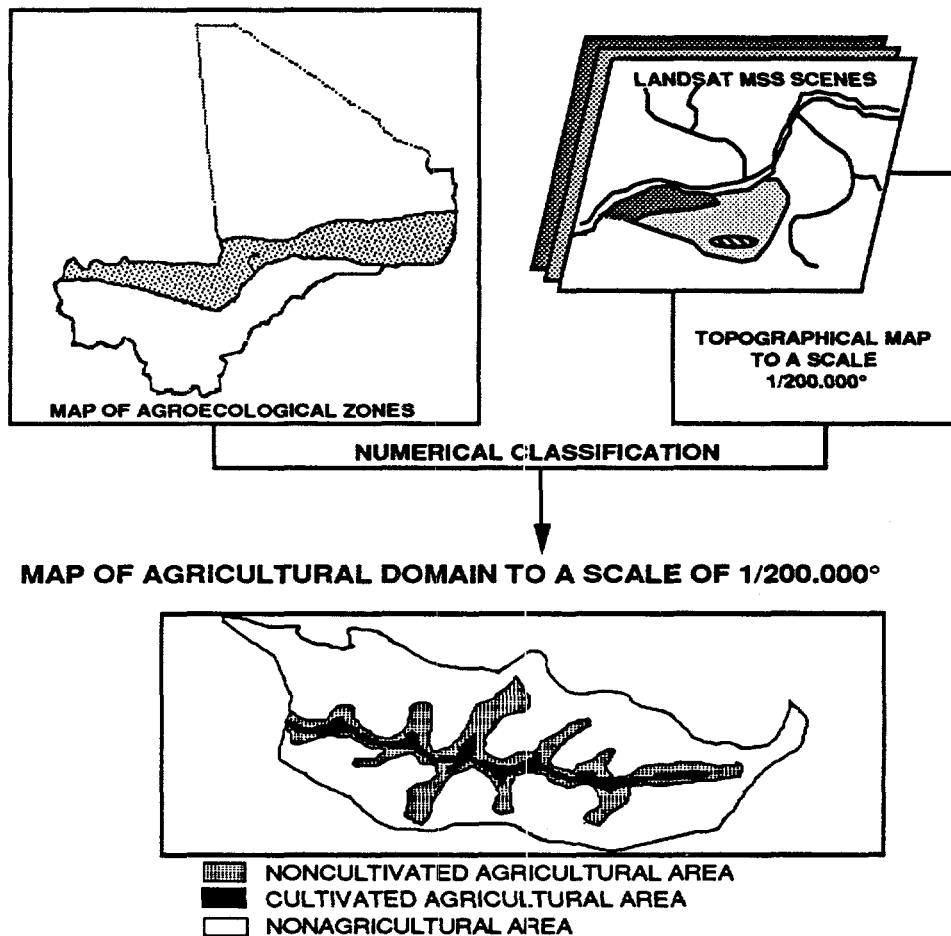 LANDSAT MSS SCENES
TOPOGRAPHICAL MAP
TO A SCALE
1/200.000°
MAP OF AGROECOLOGICAL ZONES
NUMERICAL CLASSIFICATION
MAP OF AGRICULTURAL DOMAIN TO A SCALE OF 1/200.000°
NONCULTIVATED AGRICULTURAL AREA
CULTIVATED AGRICULTURAL AREA
NONAGRICULTURAL AREA